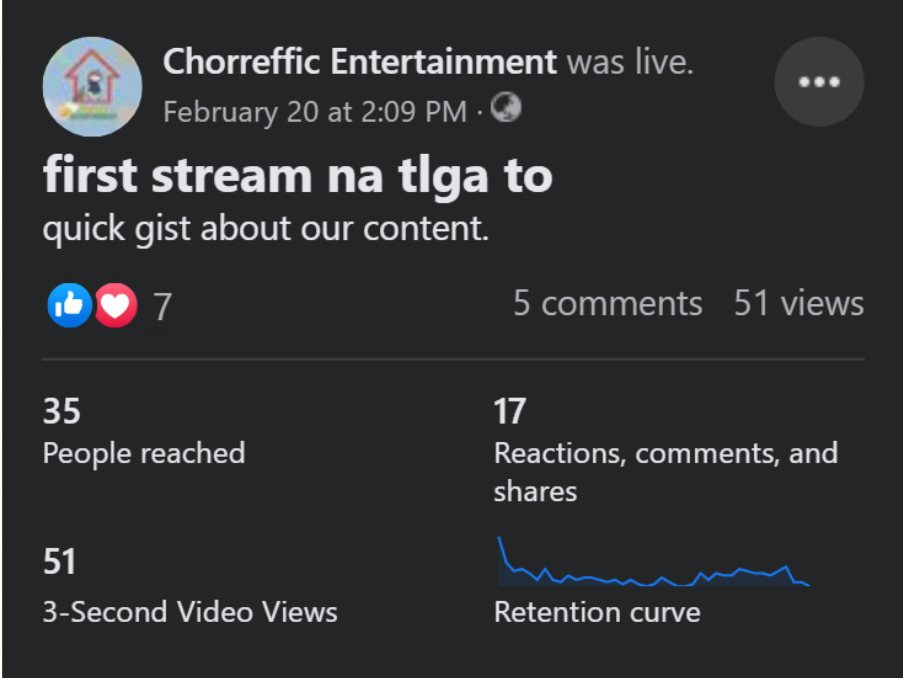 Chorreffic Entertainment was live.
February 20 at 2:09 PM ·
first stream na tlga to
quick gist about our content.
7
5 comments 51 views
35
People reached
17
Reactions, comments, and
shares
51
3-Second Video Views
Retention curve